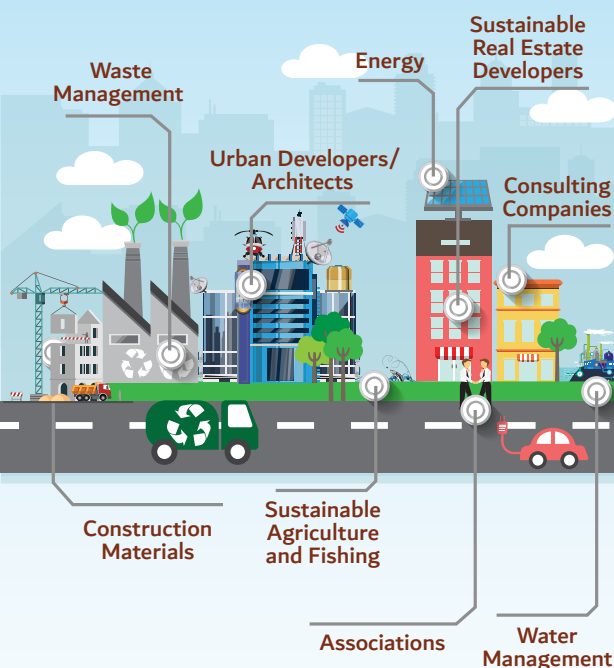 Sustainable
Real Estate
Developers
Energy
Waste
Management
Urban Developers/
Architects
Consulting
Companies
Construction
Materials
Sustainable
Agriculture
and Fishing
Associations
Water
Management